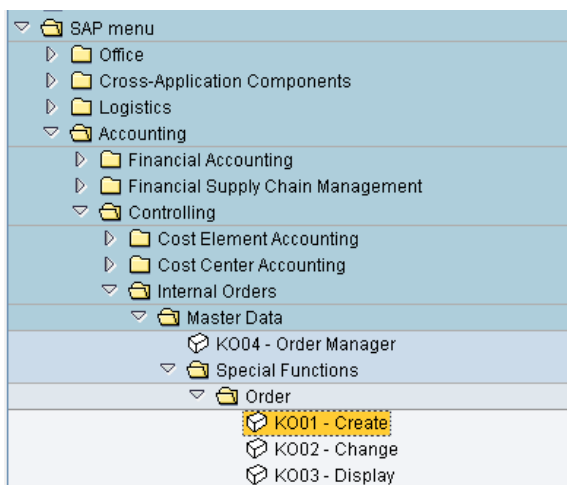 SAP menu
Office
Cross-Application Components
Logistics
Accounting
Financial Accounting
Financial Supply Chain Management
Controlling
Cost Element Accounting
Cost Center Accounting
Internal Orders
Master Data
KO04 - Order Manager
Special Functions
Order
KO01 - Create
KO02 - Change
KO03 - Display